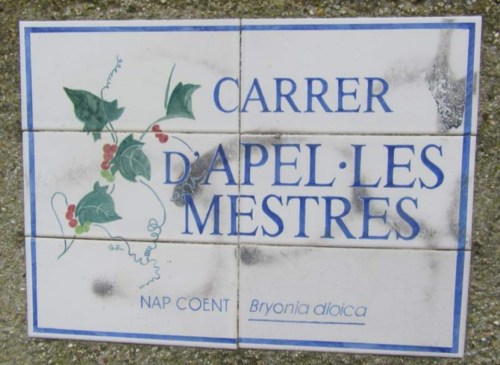 CARRER
D'APEL·LES
MESTRES
NAP COENT Bryonia dioica